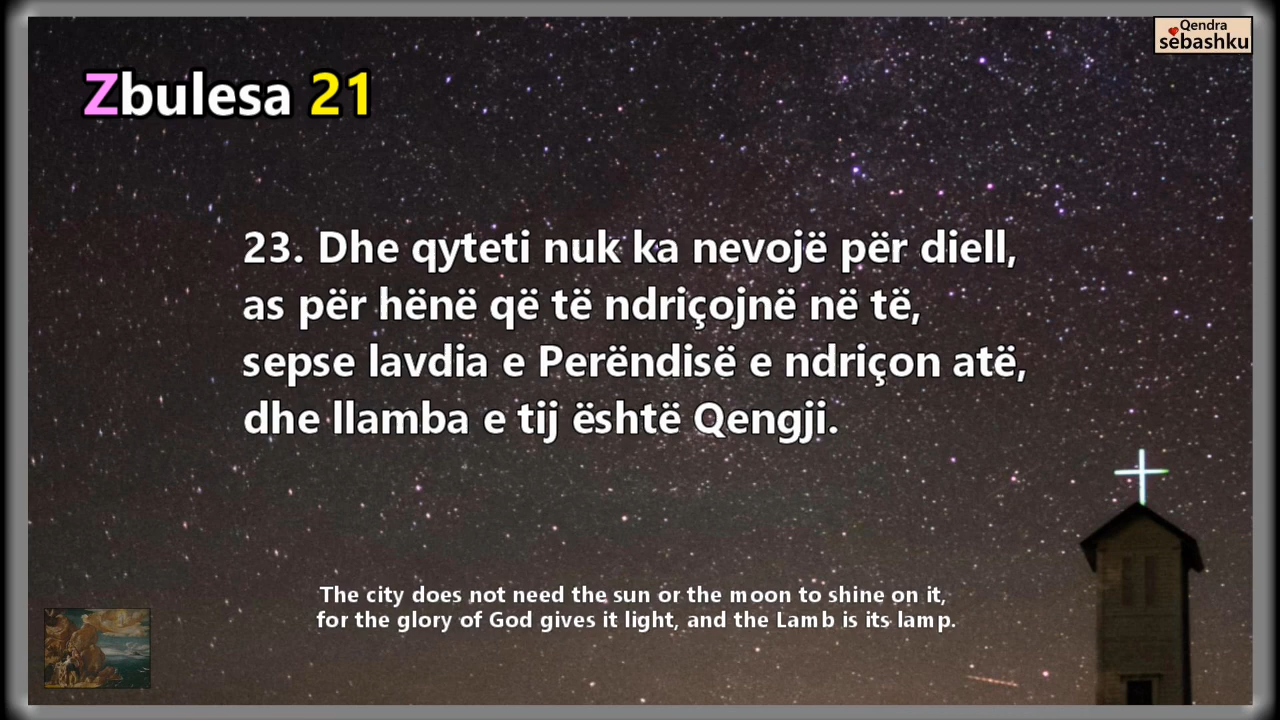 Qendra
sebashku
Zbulesa 21
23. Dhe qyteti nuk ka nevojë për diell,
as për hënë që të ndriçojnë në të,
sepse lavdia e Perëndisë e ndriçon atë,
dhe llamba e tij është Qengji.
The city does not need the sun or the moon to shine on it,
for the glory of God gives it light, and the Lamb is its lamp.